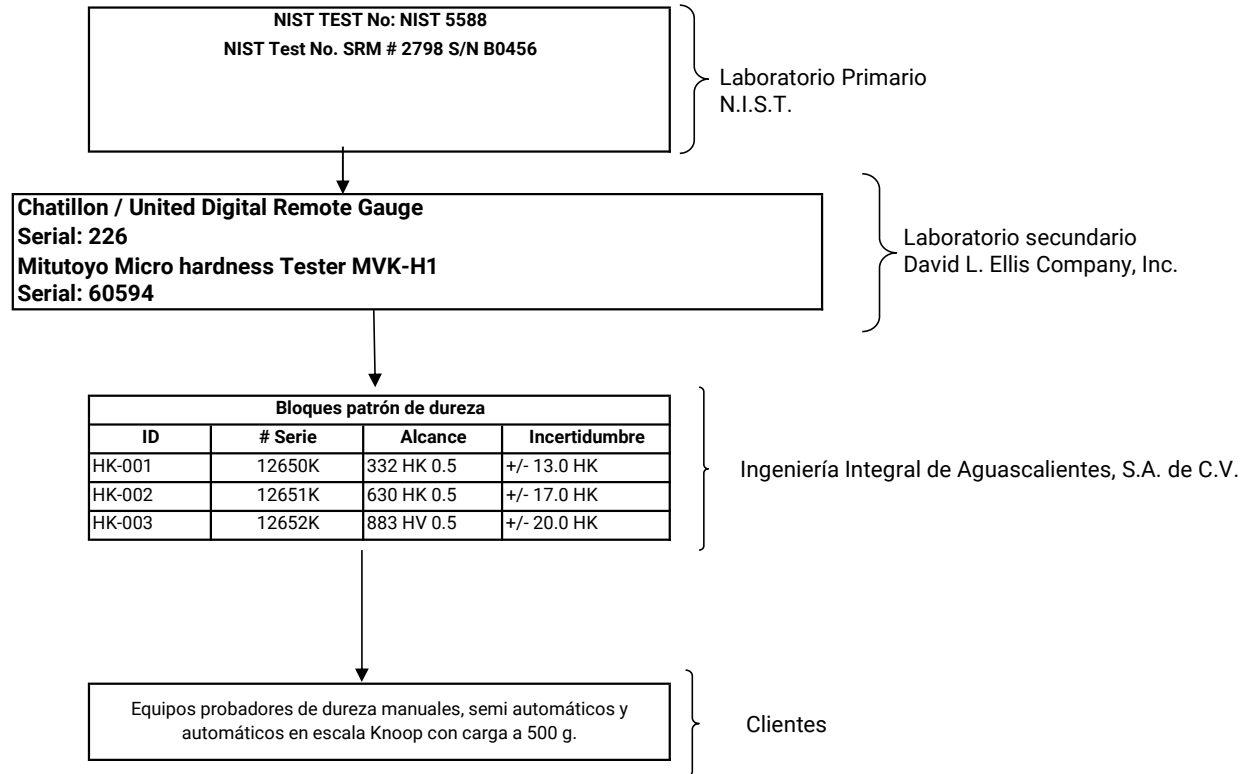 NIST TEST No: NIST 5588
NIST Test No. SRM # 2798 S/N B0456
Laboratorio Primario
N.I.S.T.
Chatillon / United Digital Remote Gauge
Serial: 226
Mitutoyo Micro hardness Tester MVK-H1
Serial: 60594
Laboratorio secundario
David L. Ellis Company, Inc.
Bloques patrón de dureza
ID # Serie Alcance Incertidumbre
HK-001 12650K 332 HK 0.5 +/- 13.0 HK
HK-002 12651K 630 HK 0.5 +/- 17.0 HK
HK-003 12652K 883 HV 0.5 +/- 20.0 HK
Ingeniería Integral de Aguascalientes, S.A. de C.V.
Equipos probadores de dureza manuales, semi automáticos y
automáticos en escala Knoop con carga a 500 g.
Clientes